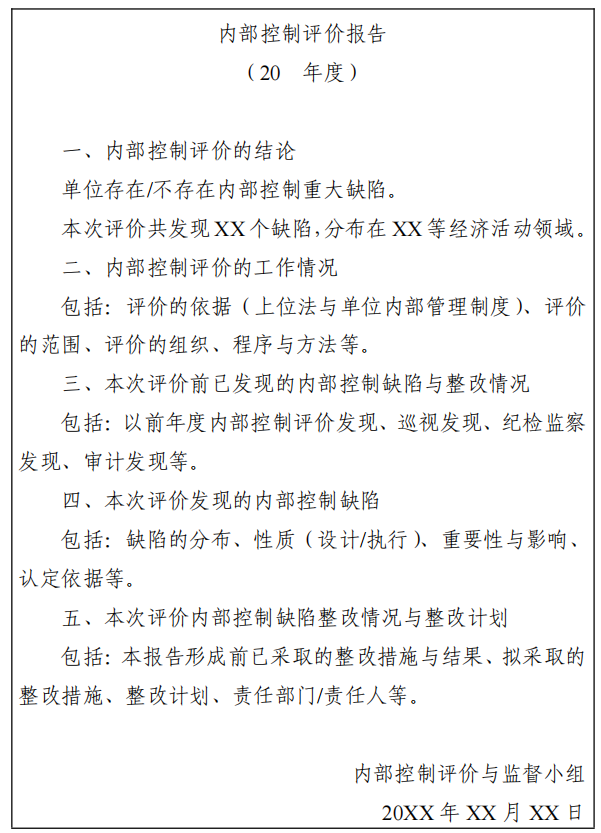 内部控制评价报告
（20　年度）
一、内部控制评价的结论
单位存在/不存在内部控制重大缺陷。
本次评价共发现XX个缺陷,分布在XX等经济活动领域。
二、内部控制评价的工作情况
包括：评价的依据（上位法与单位内部管理制度）、评价
的范围、评价的组织、程序与方法等。
三、本次评价前已发现的内部控制缺陷与整改情况
包括：以前年度内部控制评价发现、巡视发现、纪检监察
发现、审计发现等。
四、本次评价发现的内部控制缺陷
包括：缺陷的分布、性质（设计/执行）、重要性与影响、
认定依据等。
五、本次评价内部控制缺陷整改情况与整改计划
包括：本报告形成前已采取的整改措施与结果、拟采取的
整改措施、整改计划、责任部门/责任人等。
内部控制评价与监督小组
20XX年XX月XX日